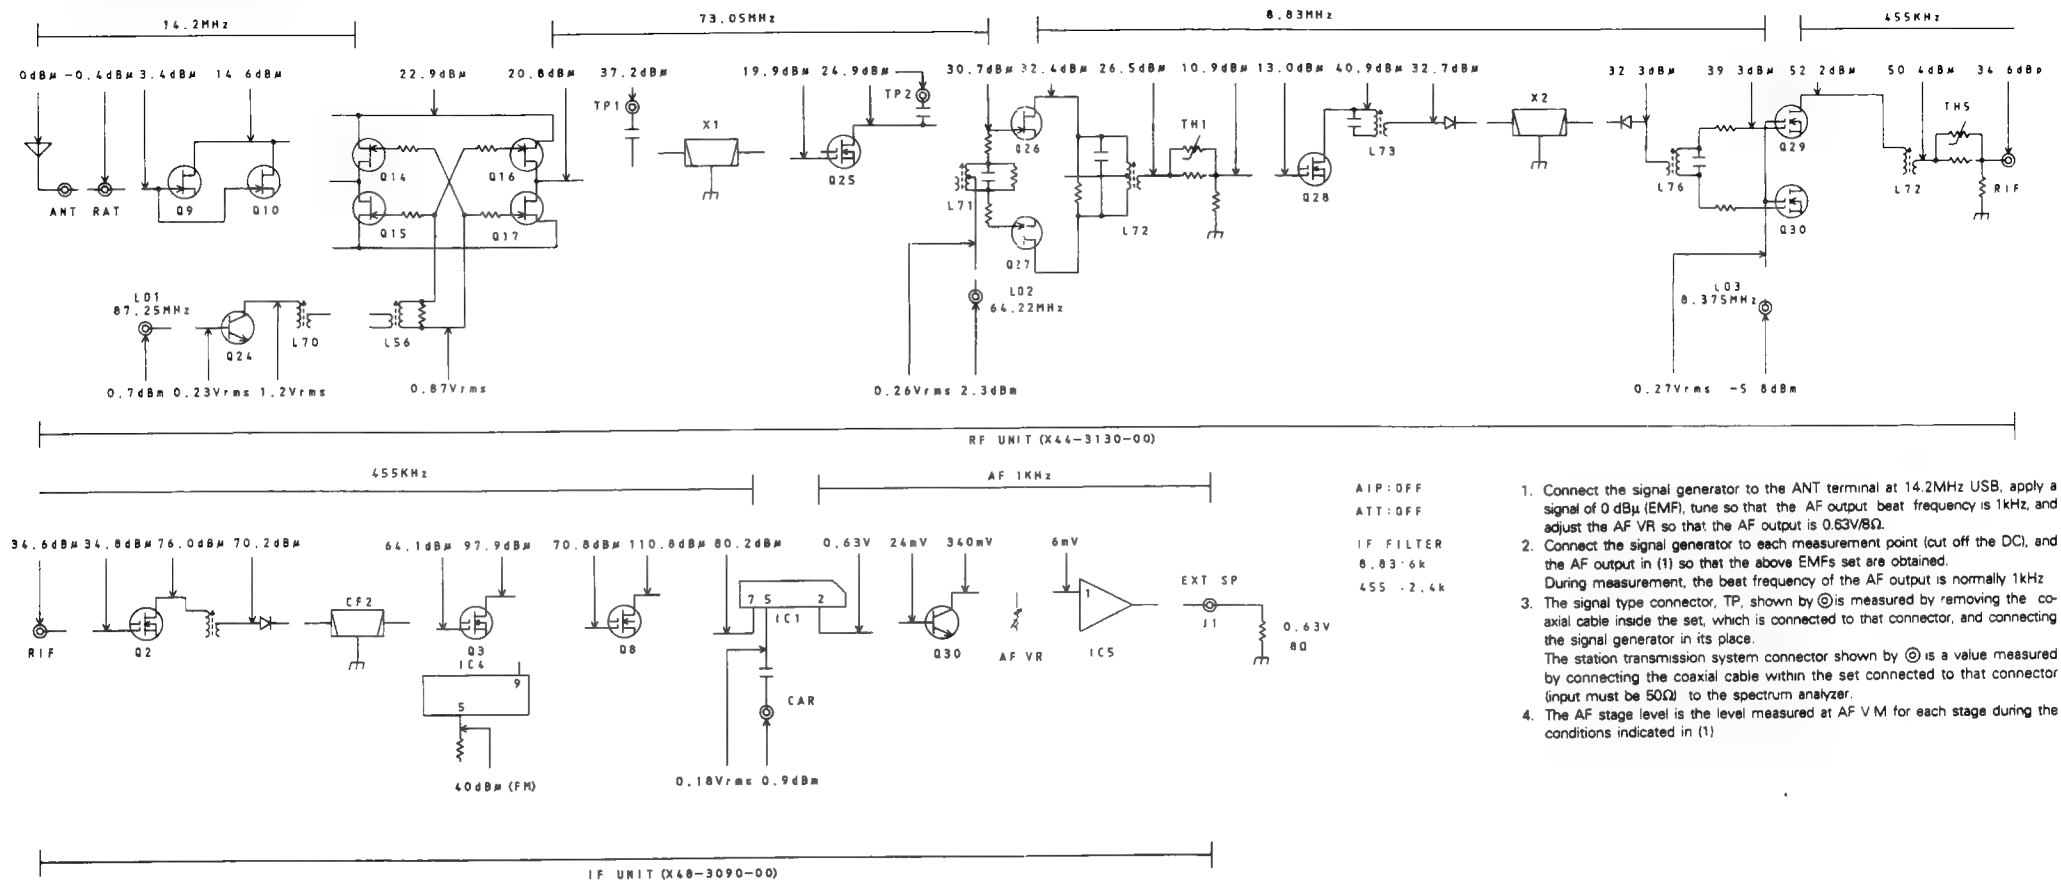 14.2MHz 73.05MHz 8.83MHz 455KHz
0dBμ -0.4dBμ 3.4dBμ 14 6dBμ 22.9dBμ 20.8dBμ 37.2dBμ 19.9dBμ 24.9dBμ 30.7dBμ 32.4dBμ 26.5dBμ 10.9dBμ 13.0dBμ 40.9dBμ 32.7dBμ 32 3dBμ 39 3dBμ 52 2dBμ 50 4dBμ 34 6dBμ
TP1 TP2 X1 TH1 X2 TH5
Q14 Q16 Q25 Q26 Q28 L73 Q29
ANT RAT Q9 Q10 L71 L76 L72 RIF
Q15 Q17 Q27 L72 Q30
LO1
87.25MHz
LO2
64.22MHz
LO3
8.375MHz
Q24 L70 L56
0.7dBm 0.23Vrms 1.2Vrms 0.87Vrms 0.26Vrms 2.3dBm 0.27Vrms -5 8dBm
RF UNIT (X44-3130-00)
455KHz AF 1KHz
34.6dBμ 34.8dBμ 76.0dBμ 70.2dBμ 64.1dBμ 97.9dBμ 70.8dBμ 110.8dBμ 80.2dBμ 0.63V 24mV 340mV 6mV
AIP:OFF
ATT:OFF
IF FILTER
8.83·6k
455 -2.4k
CF2 7 5 2 IC1 1 EXT SP
RIF Q2 Q3 Q8 Q30 AF VR IC5 J1 0.63V
8Ω
IC4
9
5
CAR
40dBμ (FM) 0.18Vrms 0.9dBm
IF UNIT (X48-3090-00)
1. Connect the signal generator to the ANT terminal at 14.2MHz USB, apply a
signal of 0 dBμ (EMF), tune so that the AF output beat frequency is 1kHz, and
adjust the AF VR so that the AF output is 0.63V/8Ω.
2. Connect the signal generator to each measurement point (cut off the DC), and
the AF output in (1) so that the above EMFs set are obtained.
During measurement, the beat frequency of the AF output is normally 1kHz
3. The signal type connector, TP, shown by ◎ is measured by removing the co-
axial cable inside the set, which is connected to that connector, and connecting
the signal generator in its place.
The station transmission system connector shown by ◎ is a value measured
by connecting the coaxial cable within the set connected to that connector
(input must be 50Ω) to the spectrum analyzer.
4. The AF stage level is the level measured at AF V M for each stage during the
conditions indicated in (1)